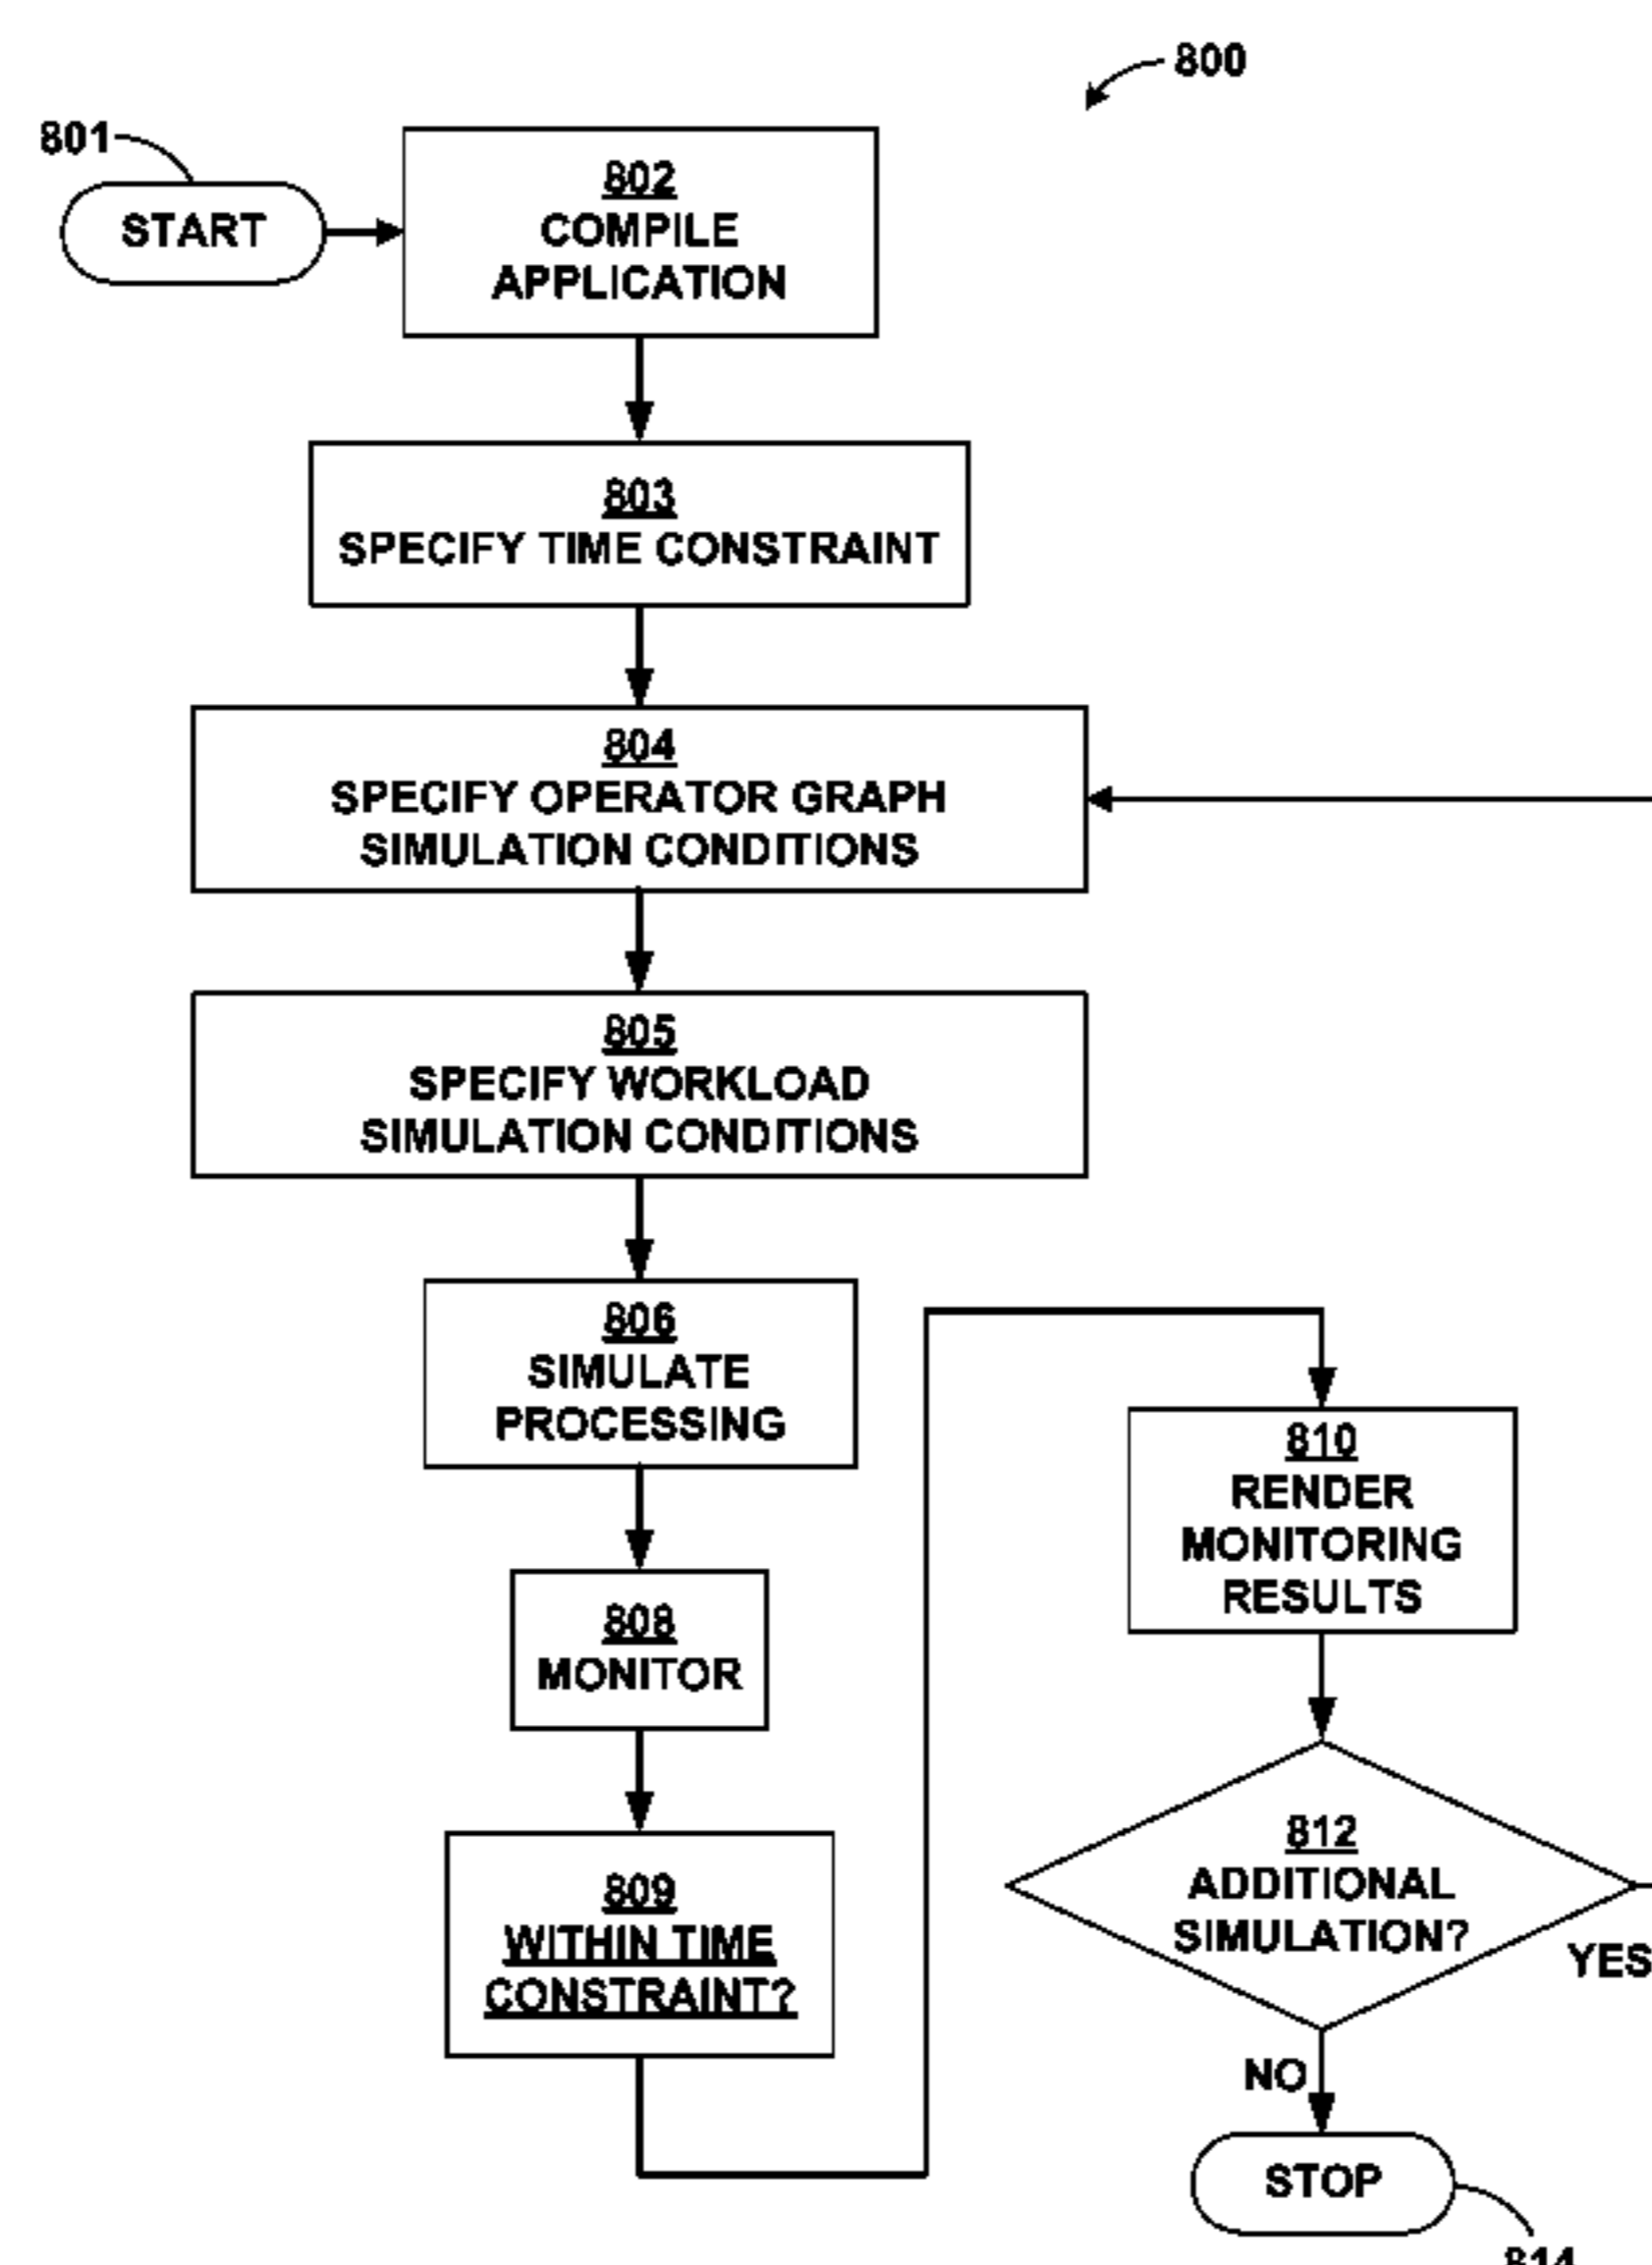 800
801
START
802
COMPILE
APPLICATION
803
SPECIFY TIME CONSTRAINT
804
SPECIFY OPERATOR GRAPH
SIMULATION CONDITIONS
805
SPECIFY WORKLOAD
SIMULATION CONDITIONS
806
SIMULATE
PROCESSING
808
MONITOR
809
WITHIN TIME
CONSTRAINT?
810
RENDER
MONITORING
RESULTS
812
ADDITIONAL
SIMULATION?
YES
NO
STOP
814